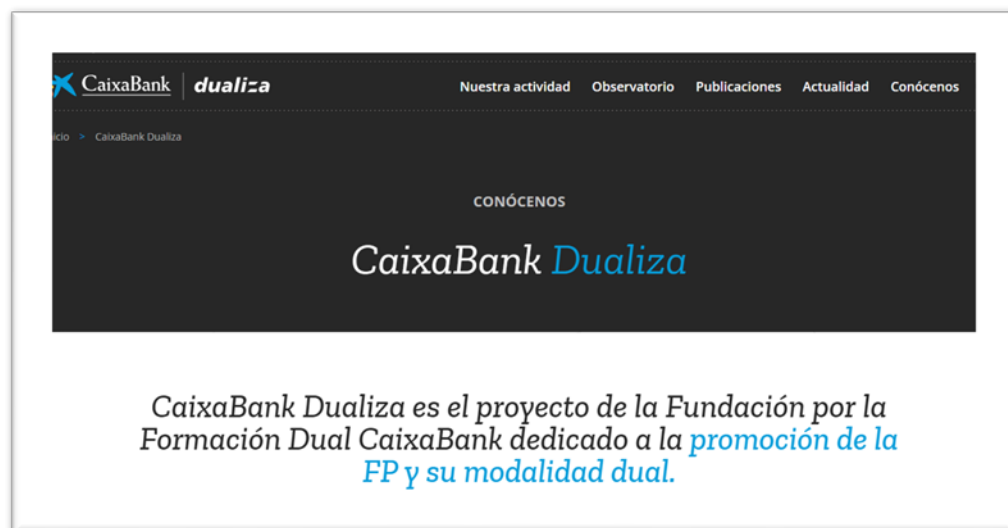 CaixaBank dualiza
Nuestra actividad Observatorio Publicaciones Actualidad Conócenos
icio > CaixaBank Dualiza
CONÓCENOS
CaixaBank Dualiza
CaixaBank Dualiza es el proyecto de la Fundación por la
Formación Dual CaixaBank dedicado a la promoción de la
FP y su modalidad dual.